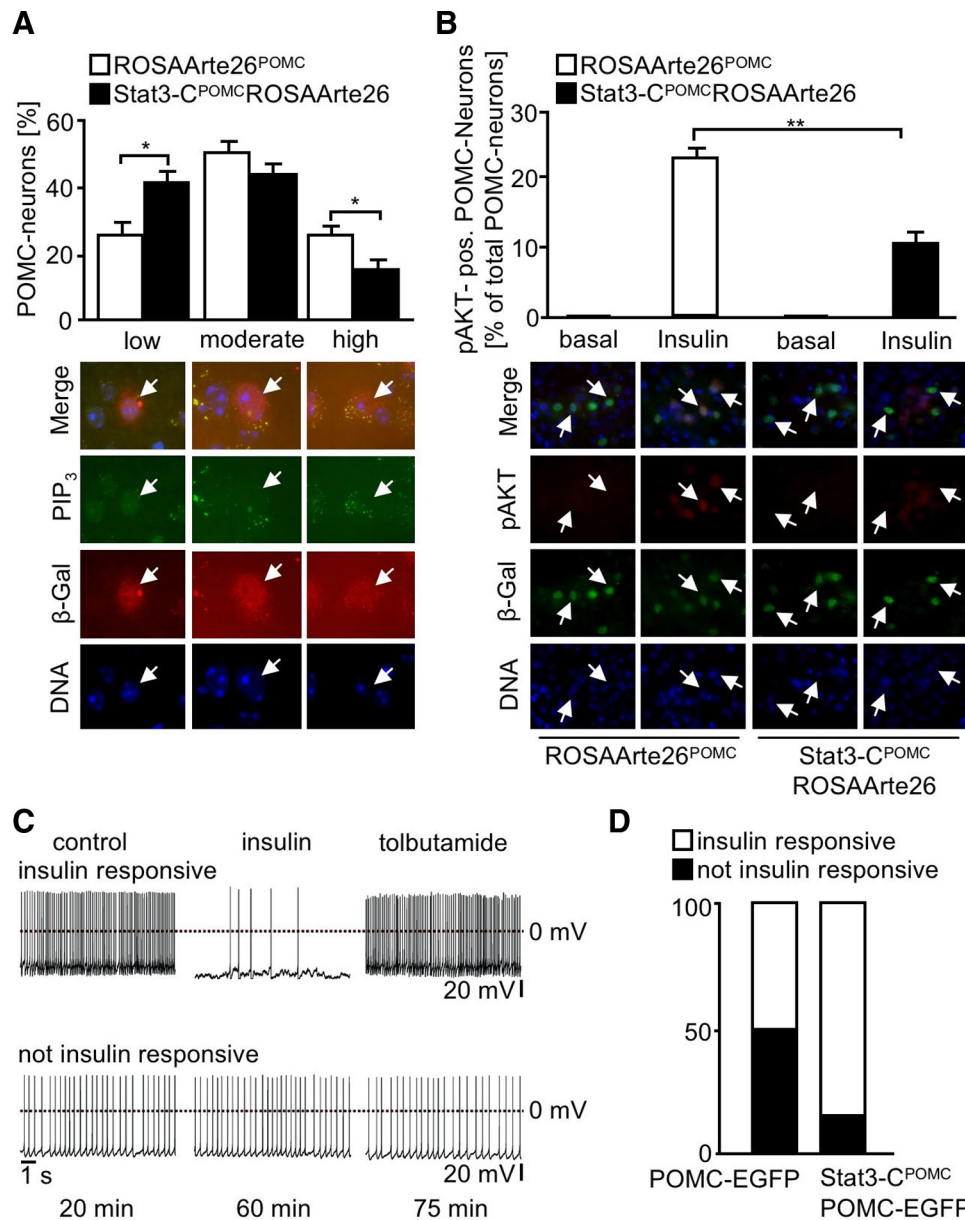 A
ROSAArte26POMC
Stat3-CPOMCROSAArte26
POMC-neurons [%]
60
40
20
0
*
*
low moderate high
Merge
PIP3
β-Gal
DNA
B
ROSAArte26POMC
Stat3-CPOMCROSAArte26
pAKT- pos. POMC-Neurons
[% of total POMC-neurons]
30
20
10
0
**
basal Insulin basal Insulin
Merge
pAKT
β-Gal
DNA
ROSAArte26POMC
Stat3-CPOMC
ROSAArte26
C
control insulin tolbutamide
insulin responsive
0 mV
20 mV
not insulin responsive
0 mV
20 mV
1 s
20 min 60 min 75 min
D
insulin responsive
not insulin responsive
100
50
0
POMC-EGFP
Stat3-CPOMC
POMC-EGFP